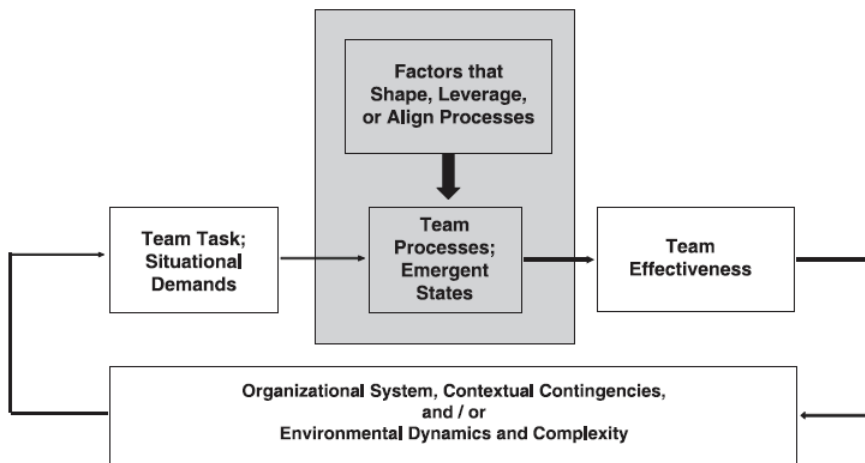 Factors that
Shape, Leverage,
or Align Processes
Team Task;
Situational
Demands
Team
Processes;
Emergent
States
Team
Effectiveness
Organizational System, Contextual Contingencies,
and / or
Environmental Dynamics and Complexity